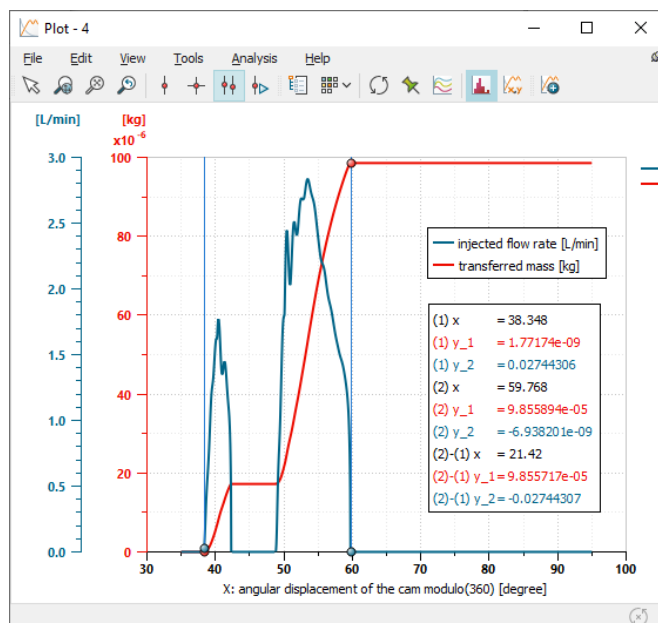 Plot - 4
File Edit View Tools Analysis Help
[L/min] [kg]
x10⁻⁶
3.0 100
2.5 80
2.0 60
1.5
1.0 40
0.5 20
0.0 0
injected flow rate [L/min]
transferred mass [kg]
(1) x = 38.348
(1) y_1 = 1.77174e-09
(1) y_2 = 0.02744306
(2) x = 59.768
(2) y_1 = 9.855894e-05
(2) y_2 = -6.938201e-09
(2)-(1) x = 21.42
(2)-(1) y_1 = 9.855717e-05
(2)-(1) y_2 = -0.02744307
30 40 50 60 70 80 90 100
X: angular displacement of the cam modulo(360) [degree]